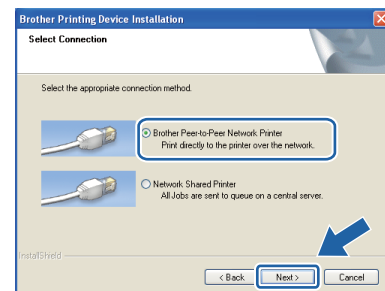 Brother Printing Device Installation
Select Connection
Select the appropriate connection method.
Brother Peer-to-Peer Network Printer
Print directly to the printer over the network.
Network Shared Printer
All Jobs are sent to queue on a central server.
InstallShield
< Back
Next >
Cancel